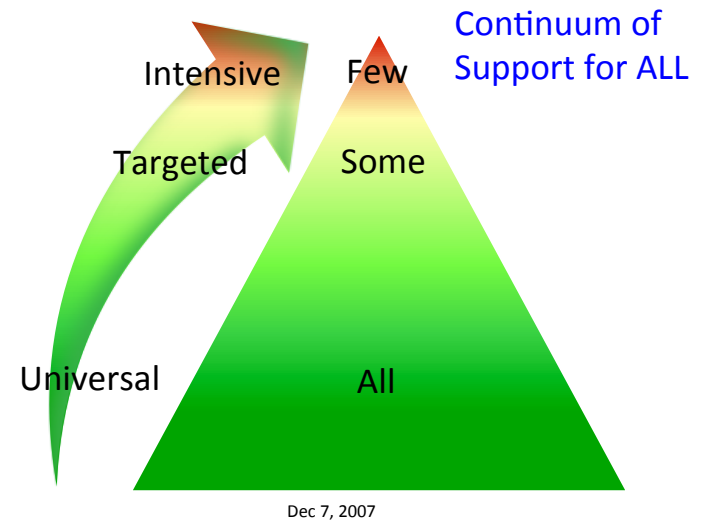 Continuum of
Support for ALL
Intensive
Few
Targeted
Some
Universal
All
Dec 7, 2007